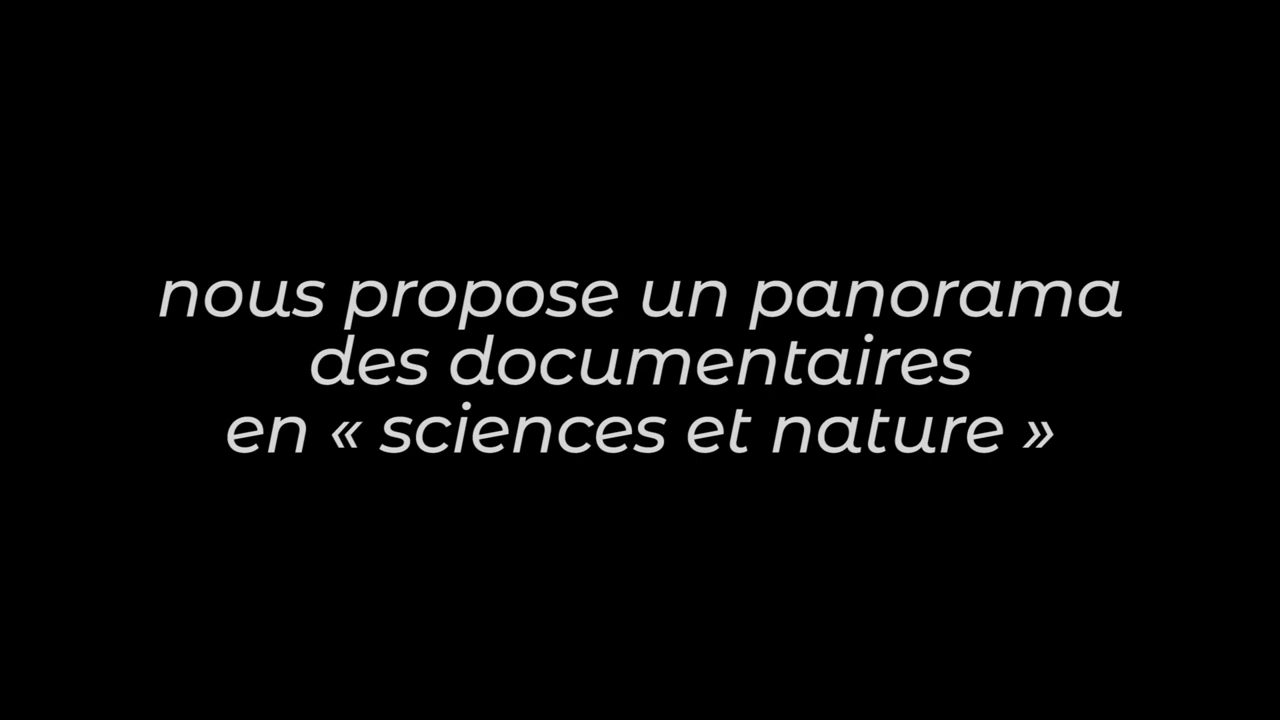 nous propose un panorama
des documentaires
en « sciences et nature »